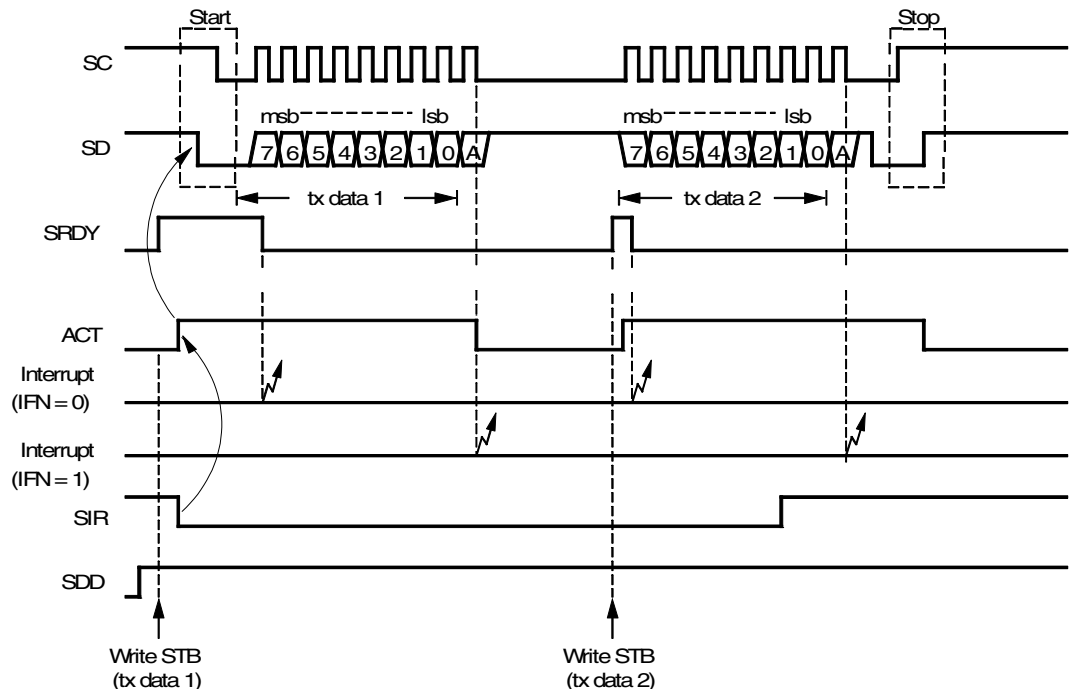 Start
Stop
SC
msb lsb
msb lsb
SD
7 6 5 4 3 2 1 0 A
7 6 5 4 3 2 1 0 A
tx data 1
tx data 2
SRDY
ACT
Interrupt
(IFN = 0)
Interrupt
(IFN = 1)
SIR
SDD
Write STB
(tx data 1)
Write STB
(tx data 2)